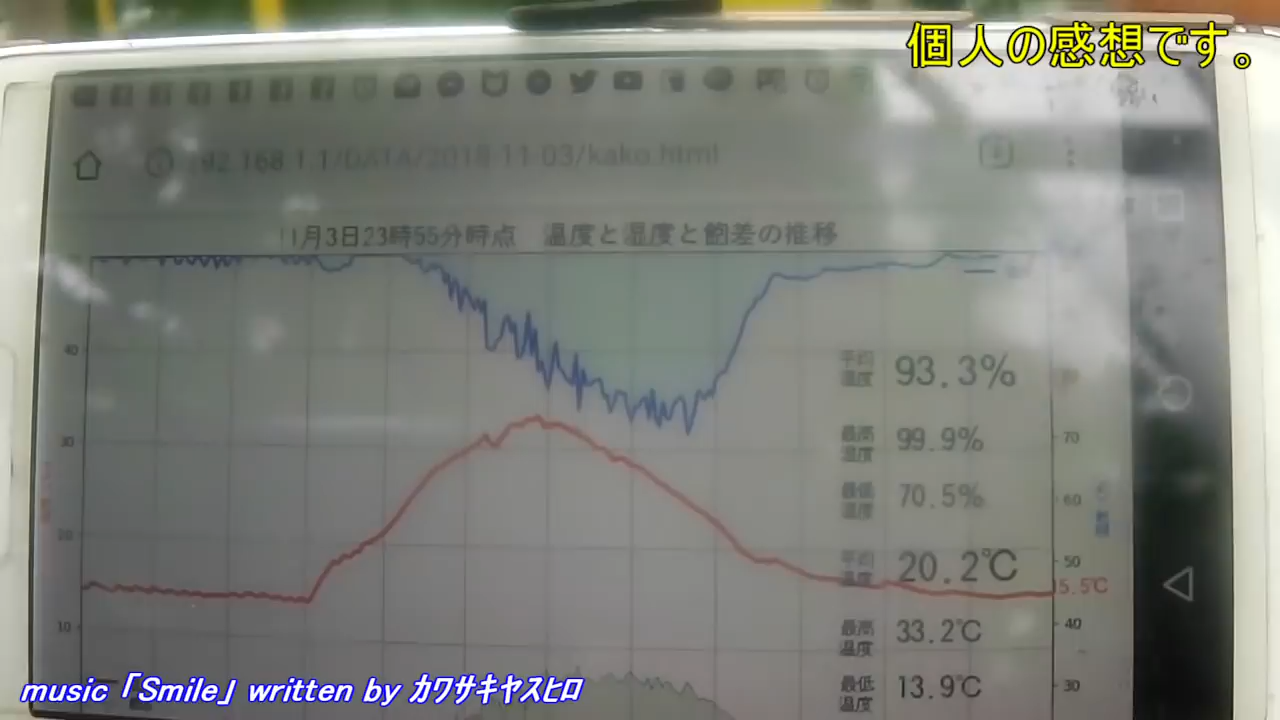 個人の感想です。
192.168.1.1/DATA/2018-11-03/kako.html
11月3日23時55分時点 温度と湿度と飽差の推移
40
30
20
10
平均湿度 93.3%
最高湿度 99.9%
最低湿度 70.5%
平均温度 20.2℃
最高温度 33.2℃
最低温度 13.9℃
70
60
50
15.5℃
40
30
music「Smile」written by ｶﾜｻｷﾔｽﾋﾛ